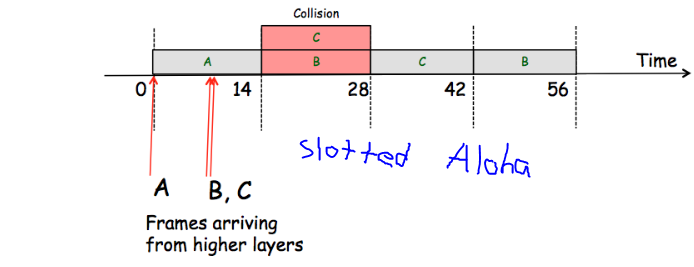 Collision
C
A B C B
Time
0 14 28 42 56
Slotted Aloha
A B, C
Frames arriving
from higher layers